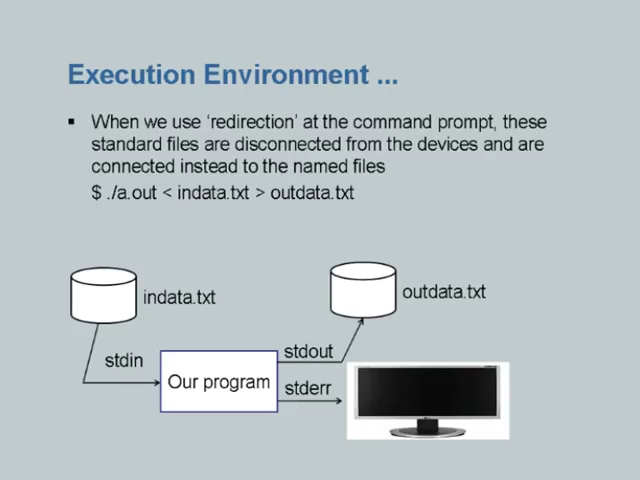 Execution Environment ...
▪ When we use ‘redirection’ at the command prompt, these
standard files are disconnected from the devices and are
connected instead to the named files
$ ./a.out < indata.txt > outdata.txt
indata.txt
outdata.txt
stdin
stdout
Our program
stderr